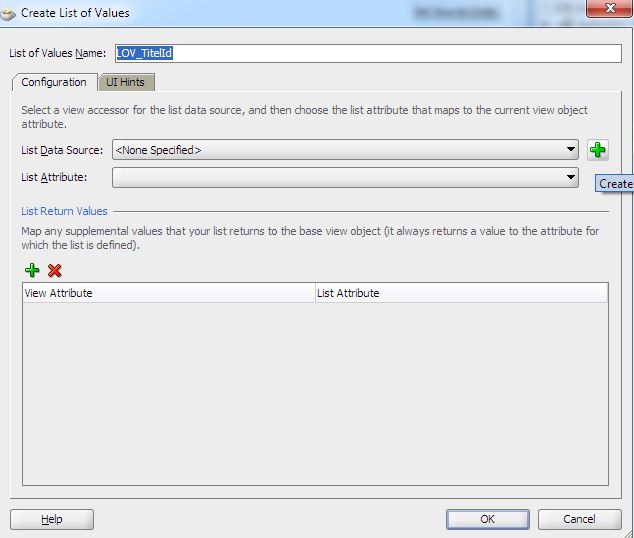 Create List of Values
List of Values Name: LOV_TitelId
Configuration UI Hints
Select a view accessor for the list data source, and then choose the list attribute that maps to the current view object
attribute.
List Data Source: <None Specified>
List Attribute:
Create
List Return Values
Map any supplemental values that your list returns to the base view object (it always returns a value to the attribute for
which the list is defined).
View Attribute List Attribute
Help OK Cancel